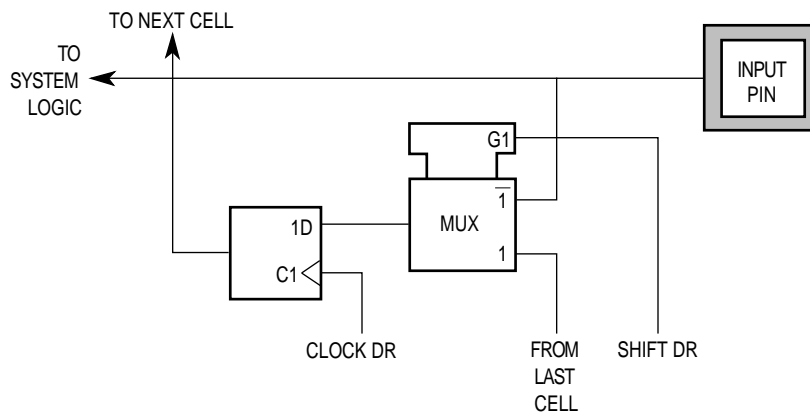 TO NEXT CELL
TO
SYSTEM
LOGIC
INPUT
PIN
G1
1
MUX
1
1D
C1
CLOCK DR
FROM
LAST
CELL
SHIFT DR